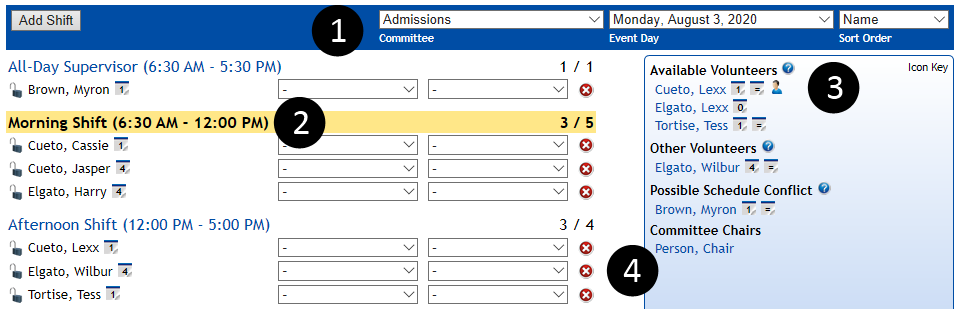 Add Shift
1
Admissions
Committee
Monday, August 3, 2020
Event Day
Name
Sort Order
All-Day Supervisor (6:30 AM - 5:30 PM) 1 / 1
Brown, Myron 1 - -
Morning Shift (6:30 AM - 12:00 PM) 2 3 / 5
Cueto, Cassie 1 - -
Cueto, Jasper 4 - -
Elgato, Harry 4 - -
Afternoon Shift (12:00 PM - 5:00 PM) 3 / 4
Cueto, Lexx 1 - -
Elgato, Wilbur 4 - -
Tortise, Tess 1 - -
4
Available Volunteers ? Icon Key
Cueto, Lexx 1 =
3
Elgato, Lexx 0
Tortise, Tess 1 =
Other Volunteers ?
Elgato, Wilbur 4 =
Possible Schedule Conflict ?
Brown, Myron 1 =
Committee Chairs
Person, Chair